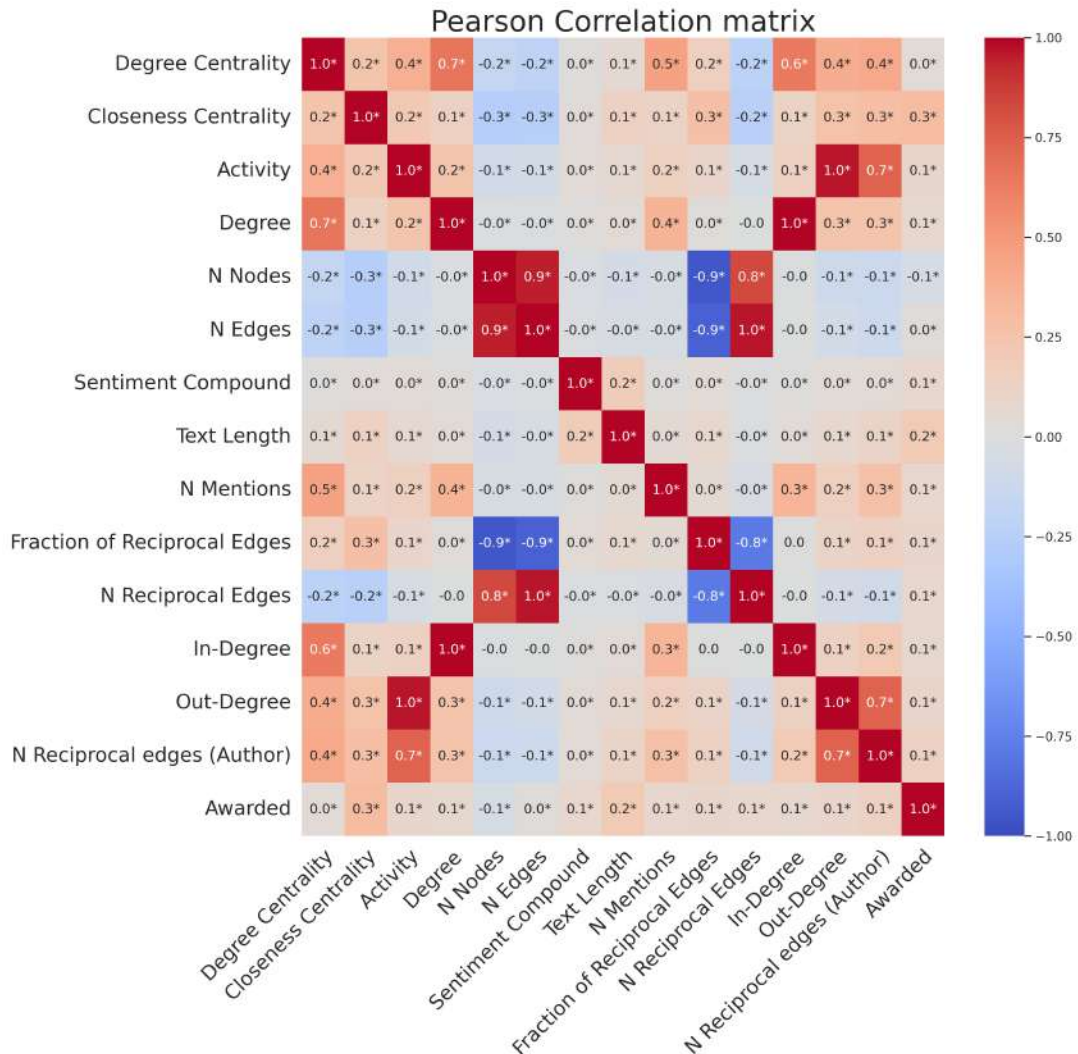 Pearson Correlation matrix
Degree Centrality 1.0* 0.2* 0.4* 0.7* -0.2* -0.2* 0.0* 0.1* 0.5* 0.2* -0.2* 0.6* 0.4* 0.4* 0.0*
Closeness Centrality 0.2* 1.0* 0.2* 0.1* -0.3* -0.3* 0.0* 0.1* 0.1* 0.3* -0.2* 0.1* 0.3* 0.3* 0.3*
Activity 0.4* 0.2* 1.0* 0.2* -0.1* -0.1* 0.0* 0.1* 0.2* 0.1* -0.1* 0.1* 1.0* 0.7* 0.1*
Degree 0.7* 0.1* 0.2* 1.0* -0.0* -0.0* 0.0* 0.0* 0.4* 0.0* -0.0 1.0* 0.3* 0.3* 0.1*
N Nodes -0.2* -0.3* -0.1* -0.0* 1.0* 0.9* -0.0* -0.1* -0.0* -0.9* 0.8* -0.0 -0.1* -0.1* -0.1*
N Edges -0.2* -0.3* -0.1* -0.0* 0.9* 1.0* -0.0* -0.0* -0.0* -0.9* 1.0* -0.0 -0.1* -0.1* 0.0*
Sentiment Compound 0.0* 0.0* 0.0* 0.0* -0.0* -0.0* 1.0* 0.2* 0.0* 0.0* -0.0* 0.0* 0.0* 0.0* 0.1*
Text Length 0.1* 0.1* 0.1* 0.0* -0.1* -0.0* 0.2* 1.0* 0.0* 0.1* -0.0* 0.0* 0.1* 0.1* 0.2*
N Mentions 0.5* 0.1* 0.2* 0.4* -0.0* -0.0* 0.0* 0.0* 1.0* 0.0* -0.0* 0.3* 0.2* 0.3* 0.1*
Fraction of Reciprocal Edges 0.2* 0.3* 0.1* 0.0* -0.9* -0.9* 0.0* 0.1* 0.0* 1.0* -0.8* 0.0 0.1* 0.1* 0.1*
N Reciprocal Edges -0.2* -0.2* -0.1* -0.0 0.8* 1.0* -0.0* -0.0* -0.0* -0.8* 1.0* -0.0 -0.1* -0.1* 0.1*
In-Degree 0.6* 0.1* 0.1* 1.0* -0.0 -0.0 0.0* 0.0* 0.3* 0.0 -0.0 1.0* 0.1* 0.2* 0.1*
Out-Degree 0.4* 0.3* 1.0* 0.3* -0.1* -0.1* 0.0* 0.1* 0.2* 0.1* -0.1* 0.1* 1.0* 0.7* 0.1*
N Reciprocal edges (Author) 0.4* 0.3* 0.7* 0.3* -0.1* -0.1* 0.0* 0.1* 0.3* 0.1* -0.1* 0.2* 0.7* 1.0* 0.1*
Awarded 0.0* 0.3* 0.1* 0.1* -0.1* 0.0* 0.1* 0.2* 0.1* 0.1* 0.1* 0.1* 0.1* 0.1* 1.0*
Degree Centrality
Closeness Centrality
Activity
Degree
N Nodes
N Edges
Sentiment Compound
Text Length
N Mentions
Fraction of Reciprocal Edges
N Reciprocal Edges
In-Degree
Out-Degree
N Reciprocal edges (Author)
Awarded
1.00
0.75
0.50
0.25
0.00
−0.25
−0.50
−0.75
−1.00